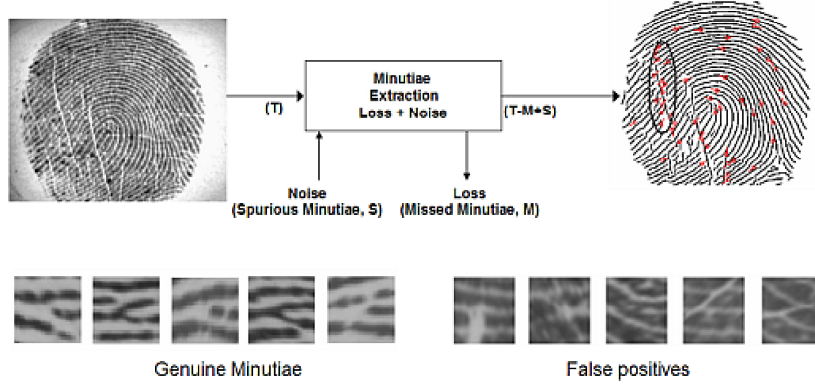 Minutiae
Extraction
Loss + Noise
(T)
(T-M+S)
Noise
(Spurious Minutiae, S)
Loss
(Missed Minutiae, M)
Genuine Minutiae
False positives